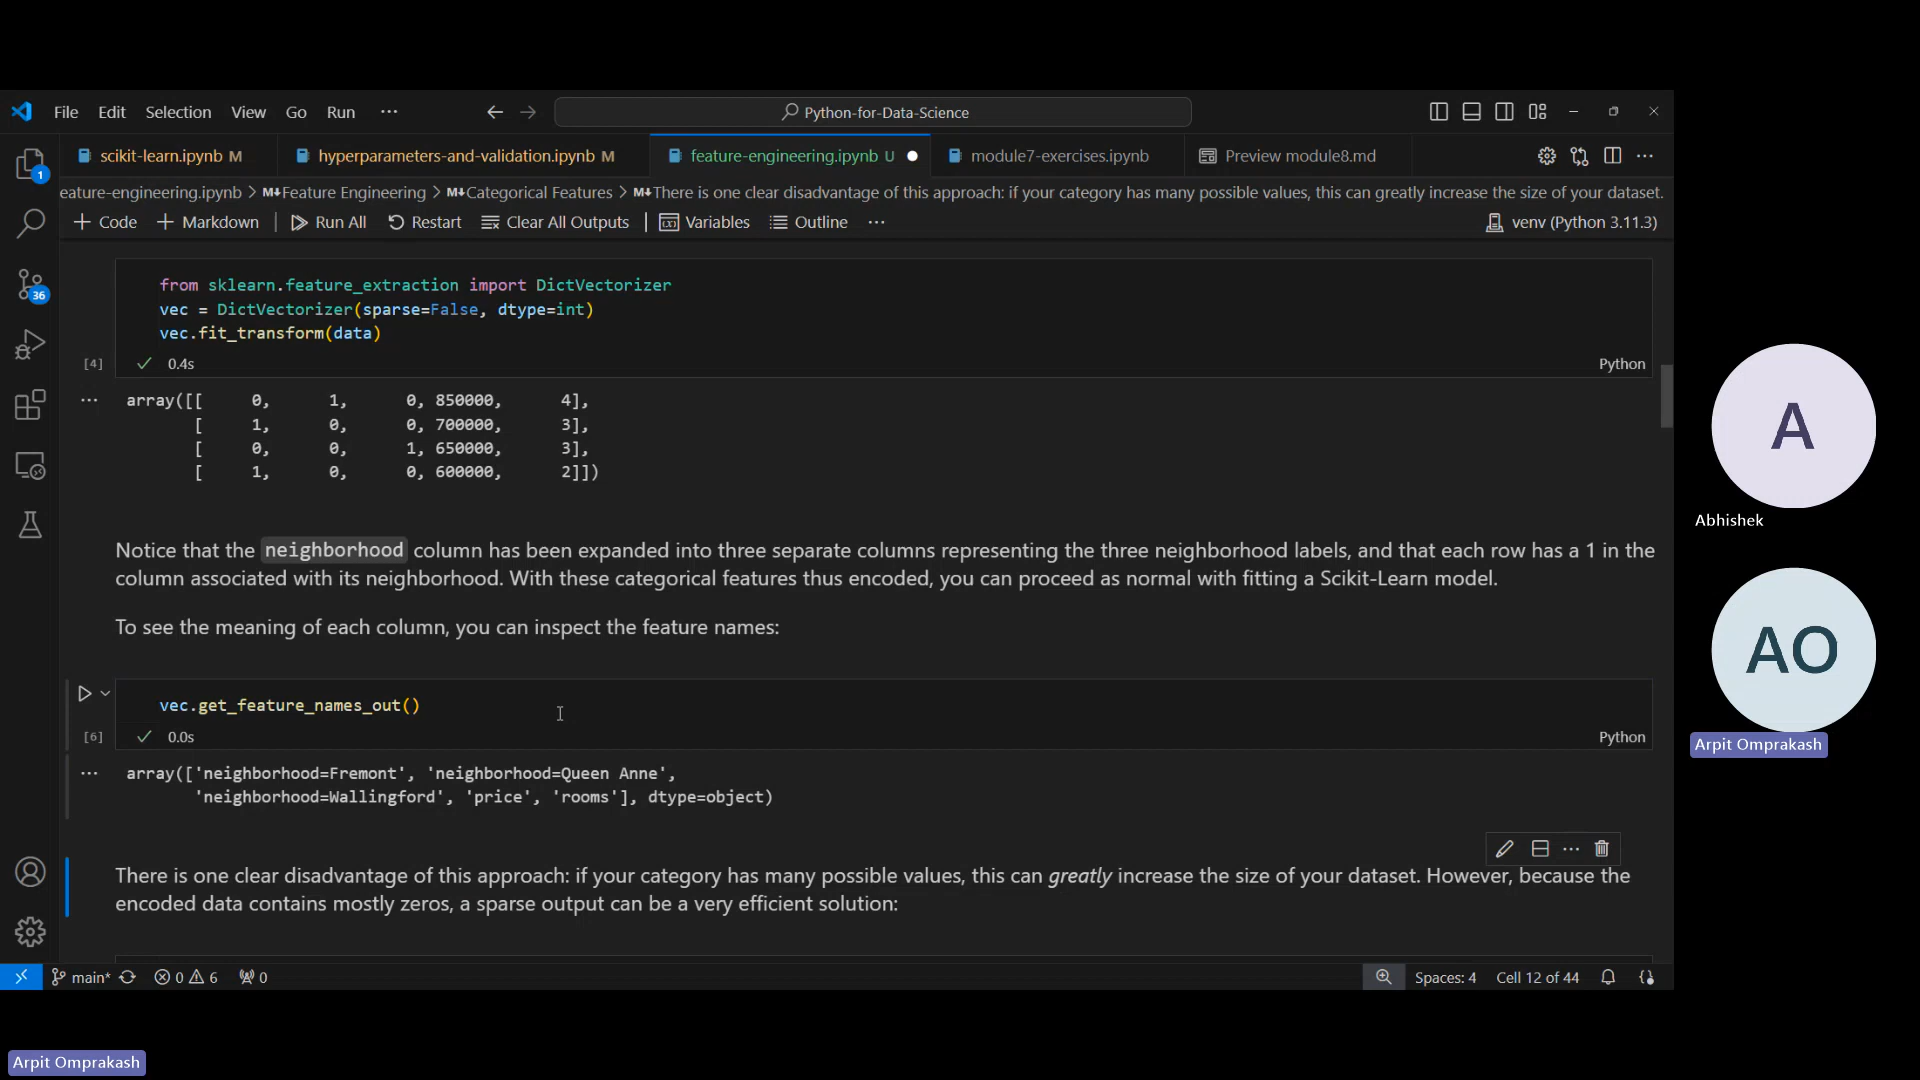 File Edit Selection View Go Run ··· Python-for-Data-Science
scikit-learn.ipynb M hyperparameters-and-validation.ipynb M feature-engineering.ipynb U module7-exercises.ipynb Preview module8.md ···
eature-engineering.ipynb > M↓Feature Engineering > M↓Categorical Features > M↓There is one clear disadvantage of this approach: if your category has many possible values, this can greatly increase the size of your dataset.
+ Code + Markdown | Run All Restart Clear All Outputs | Variables Outline ··· venv (Python 3.11.3)
1
36
from sklearn.feature_extraction import DictVectorizer
vec = DictVectorizer(sparse=False, dtype=int)
vec.fit_transform(data)
[4] 0.4s Python
array([[ 0, 1, 0, 850000, 4],
[ 1, 0, 0, 700000, 3],
[ 0, 0, 1, 650000, 3],
[ 1, 0, 0, 600000, 2]])
Notice that the neighborhood column has been expanded into three separate columns representing the three neighborhood labels, and that each row has a 1 in the
column associated with its neighborhood. With these categorical features thus encoded, you can proceed as normal with fitting a Scikit-Learn model.
To see the meaning of each column, you can inspect the feature names:
vec.get_feature_names_out()
[6] 0.0s Python
array(['neighborhood=Fremont', 'neighborhood=Queen Anne',
'neighborhood=Wallingford', 'price', 'rooms'], dtype=object)
There is one clear disadvantage of this approach: if your category has many possible values, this can greatly increase the size of your dataset. However, because the
encoded data contains mostly zeros, a sparse output can be a very efficient solution:
main* 0 6 0 Spaces: 4 Cell 12 of 44
A
Abhishek
AO
Arpit Omprakash
Arpit Omprakash